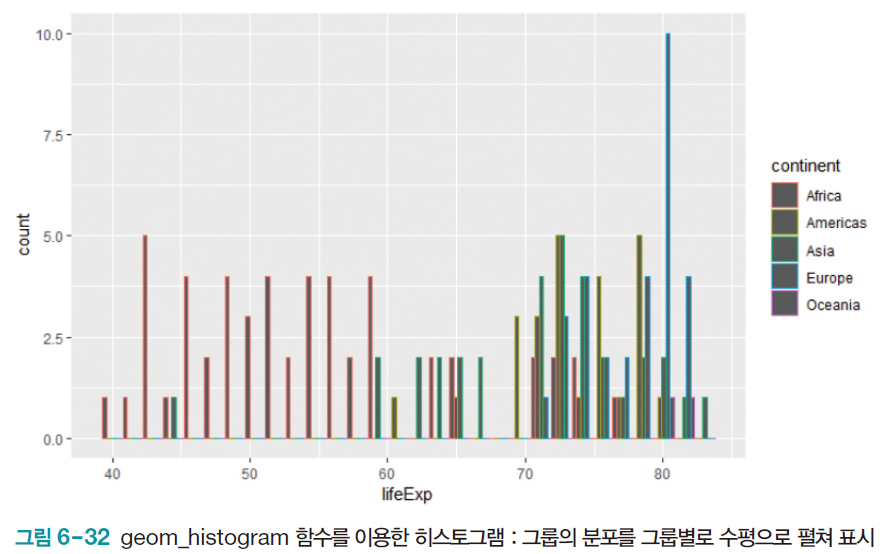 10.0
7.5
5.0
2.5
0.0
count
40 50 60 70 80
lifeExp
continent
Africa
Americas
Asia
Europe
Oceania
그림 6-32 geom_histogram 함수를 이용한 히스토그램 : 그룹의 분포를 그룹별로 수평으로 펼쳐 표시